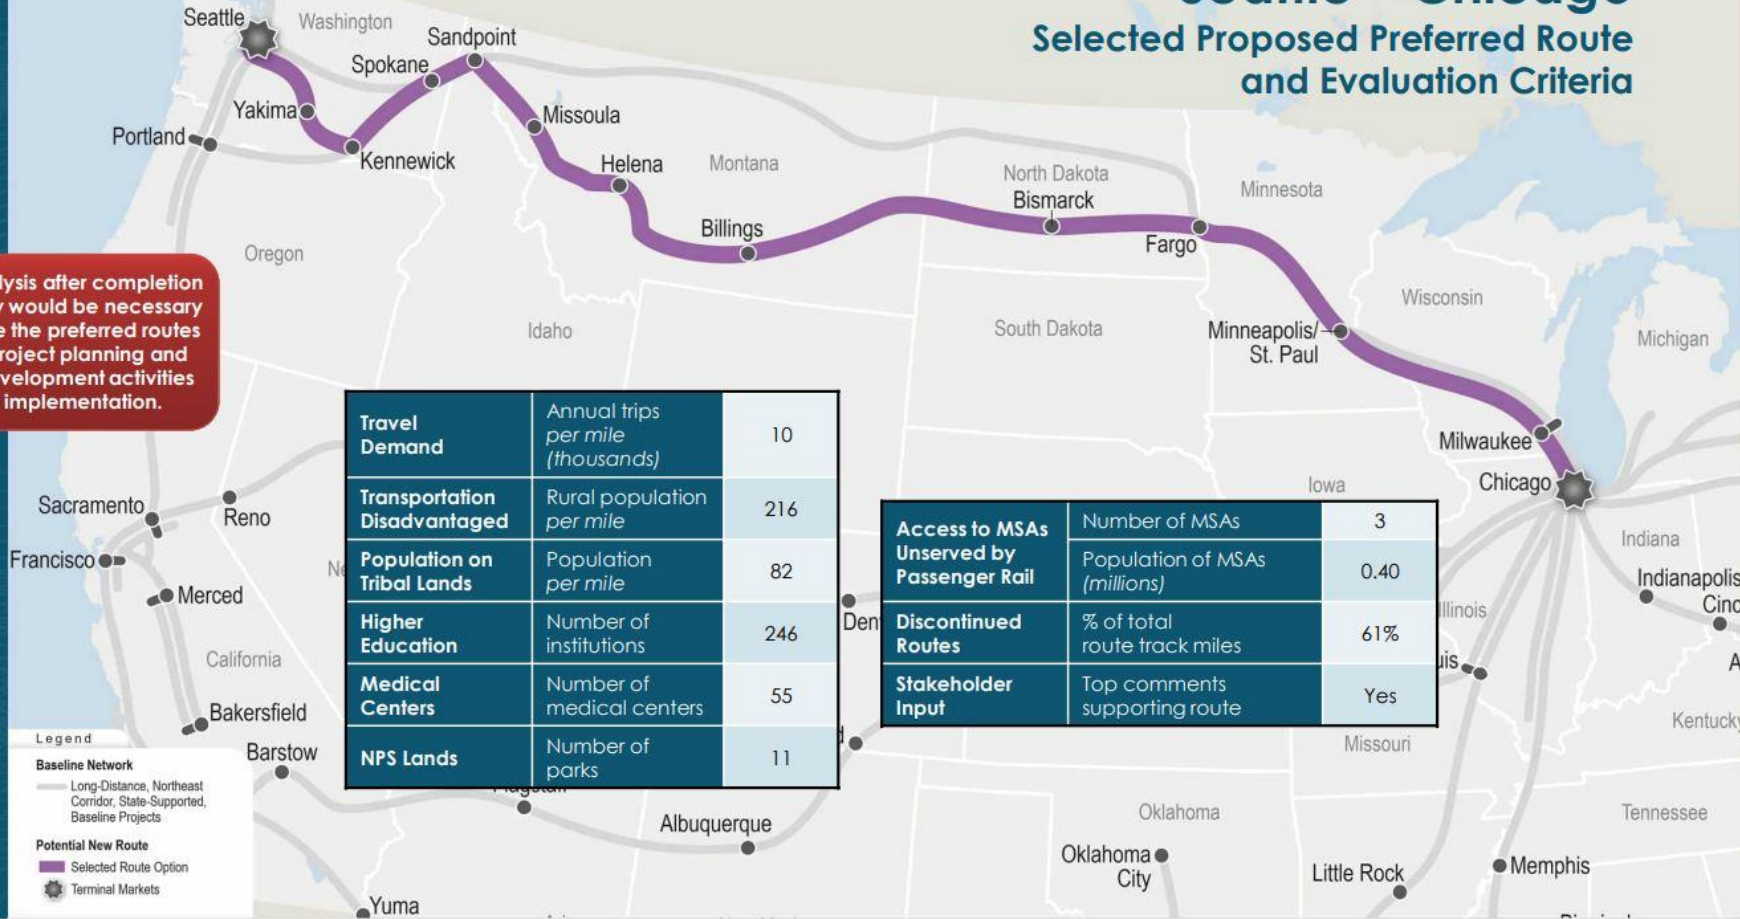 Selected Proposed Preferred Route
and Evaluation Criteria
Seattle
Washington
Sandpoint
Spokane
Yakima
Missoula
Portland
Kennewick
Helena
Montana
North Dakota
Bismarck
Minnesota
Billings
Fargo
Oregon
lysis after completion
y would be necessary
e the preferred routes
roject planning and
velopment activities
implementation.
Idaho
South Dakota
Minneapolis/
St. Paul
Wisconsin
Michigan
Milwaukee
Chicago
Iowa
Travel
Demand
Annual trips
per mile
(thousands)
10
Transportation
Disadvantaged
Rural population
per mile
216
Population on
Tribal Lands
Population
per mile
82
Higher
Education
Number of
institutions
246
Medical
Centers
Number of
medical centers
55
NPS Lands
Number of
parks
11
Access to MSAs
Unserved by
Passenger Rail
Number of MSAs
3
Population of MSAs
(millions)
0.40
Discontinued
Routes
% of total
route track miles
61%
Stakeholder
Input
Top comments
supporting route
Yes
Sacramento
Reno
Francisco
Ne
Merced
California
Bakersfield
Barstow
Den
Indiana
Indianapolis
Cinc
Illinois
uis
A
Kentucky
Missouri
Albuquerque
Oklahoma
Tennessee
Oklahoma
City
Little Rock
Memphis
Yuma
Legend
Baseline Network
Long-Distance, Northeast
Corridor, State-Supported,
Baseline Projects
Potential New Route
Selected Route Option
Terminal Markets